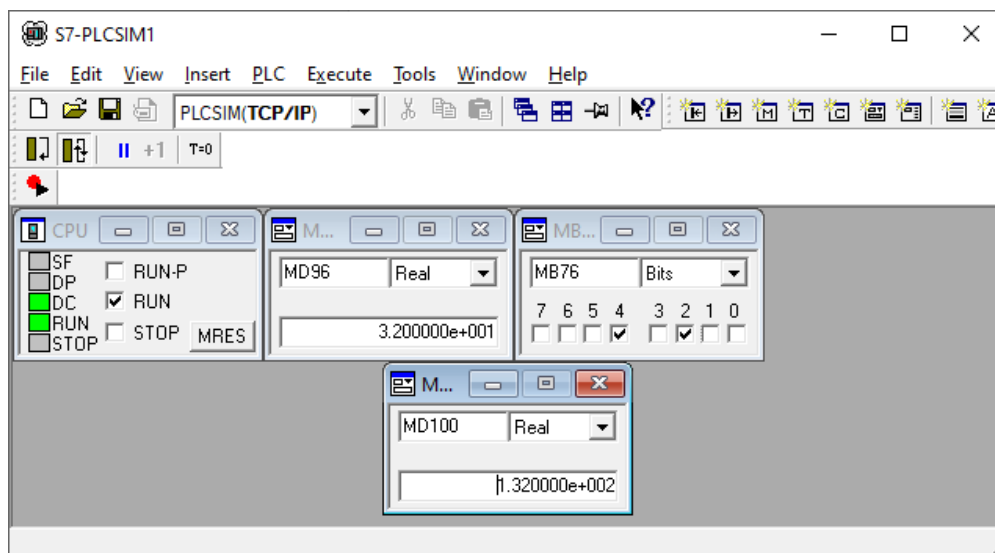 S7-PLCSIM1
File Edit View Insert PLC Execute Tools Window Help
PLCSIM(TCP/IP)
+1 T=0
CPU
SF
DP
DC
RUN
STOP
RUN-P
RUN
STOP
MRES
M...
MD96 Real
3.200000e+001
MB...
MB76 Bits
7 6 5 4 3 2 1 0
M...
MD100 Real
1.320000e+002